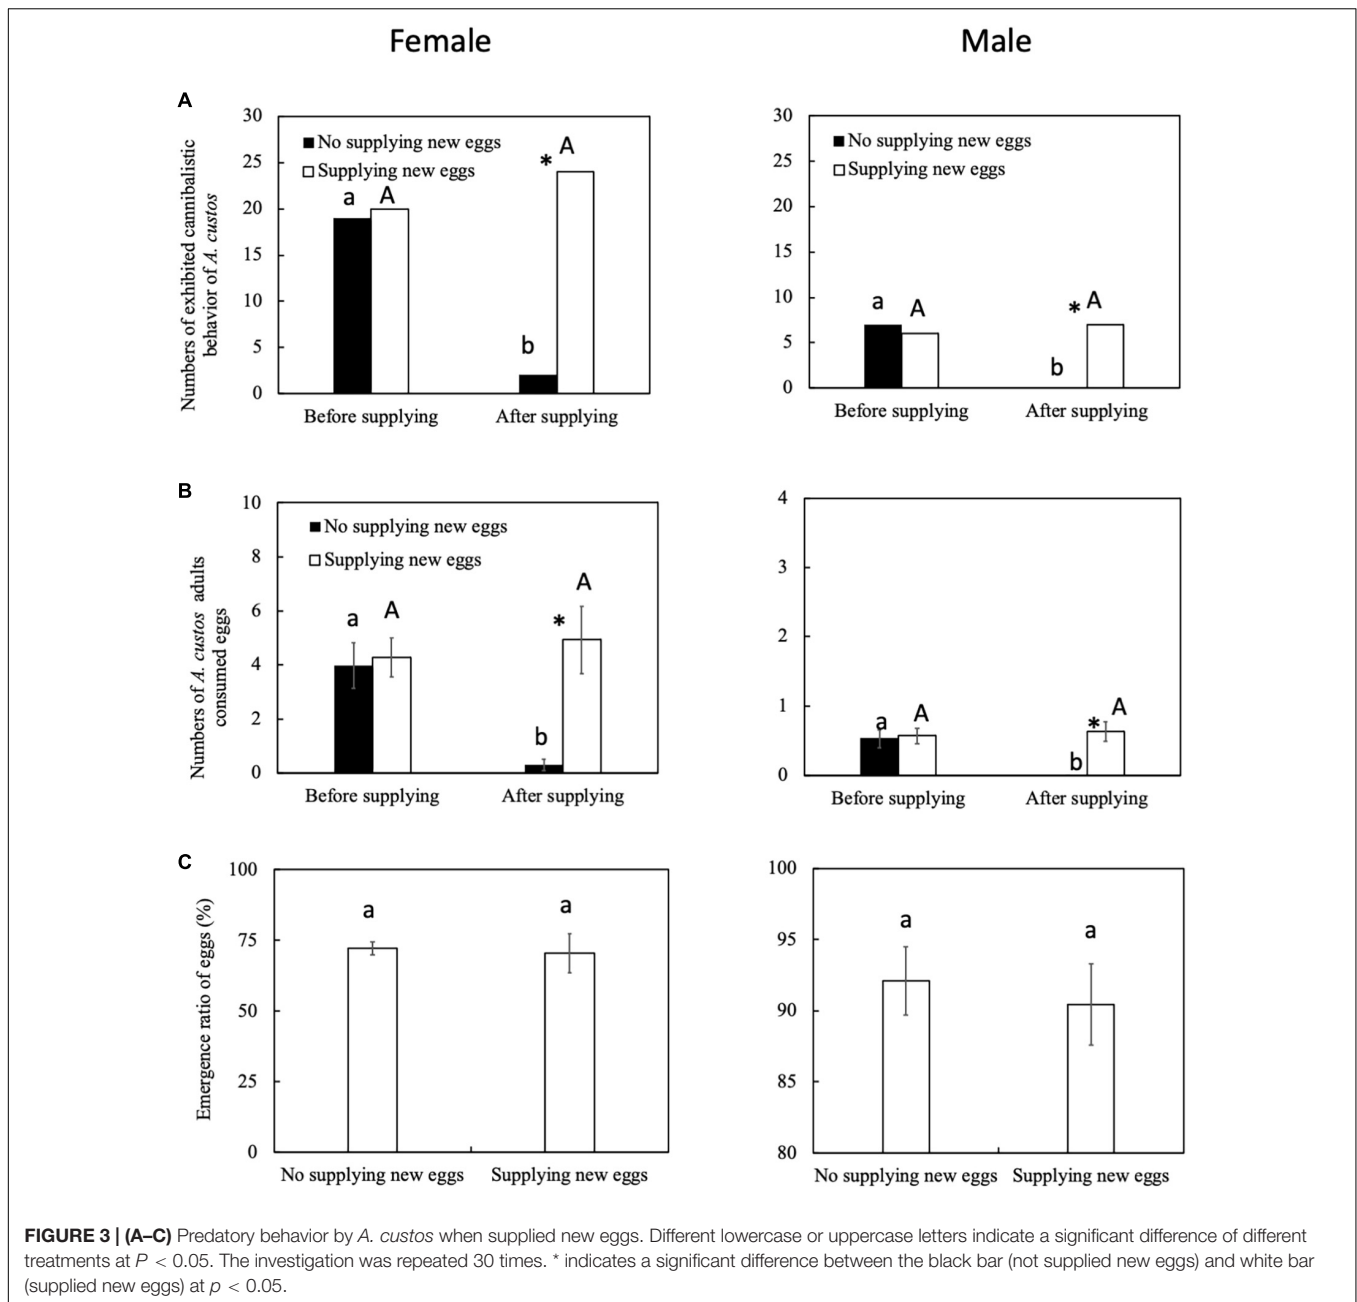 Female
Male
A
30
25
20
15
10
5
0
Numbers of exhibited cannibalistic
behavior of A. custos
No supplying new eggs
Supplying new eggs
a
A
b
*
A
Before supplying
After supplying
30
25
20
15
10
5
0
No supplying new eggs
Supplying new eggs
a
A
b
*
A
Before supplying
After supplying
B
10
8
6
4
2
0
Numbers of A. custos adults
consumed eggs
No supplying new eggs
Supplying new eggs
a
A
b
*
A
Before supplying
After supplying
4
3
2
1
0
a
A
b
*
A
Before supplying
After supplying
C
100
75
50
25
0
Emergence ratio of eggs (%)
a
a
No supplying new eggs
Supplying new eggs
100
95
90
85
80
a
a
No supplying new eggs
Supplying new eggs
FIGURE 3 | (A–C) Predatory behavior by A. custos when supplied new eggs. Different lowercase or uppercase letters indicate a significant difference of different
treatments at P < 0.05. The investigation was repeated 30 times. * indicates a significant difference between the black bar (not supplied new eggs) and white bar
(supplied new eggs) at p < 0.05.